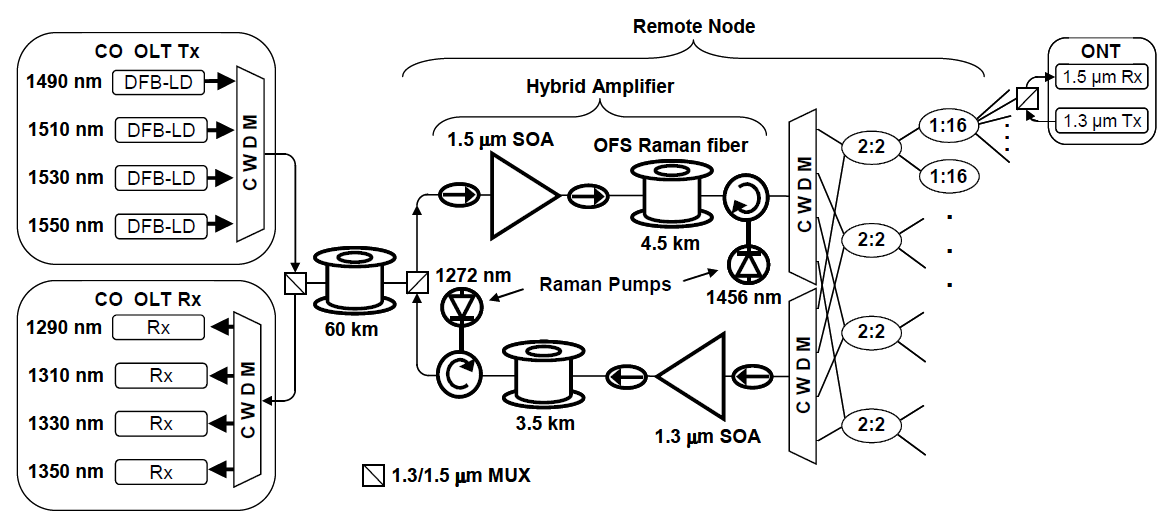 Remote Node
CO OLT Tx
1490 nm
DFB-LD
1510 nm
DFB-LD
1530 nm
DFB-LD
1550 nm
DFB-LD
CWDM
CO OLT Rx
1290 nm
Rx
1310 nm
Rx
1330 nm
Rx
1350 nm
Rx
CWDM
60 km
Hybrid Amplifier
1.5 µm SOA
OFS Raman fiber
4.5 km
1272 nm
Raman Pumps
1456 nm
3.5 km
1.3 µm SOA
1.3/1.5 µm MUX
CWDM
CWDM
2:2
2:2
2:2
2:2
1:16
1:16
ONT
1.5 µm Rx
1.3 µm Tx